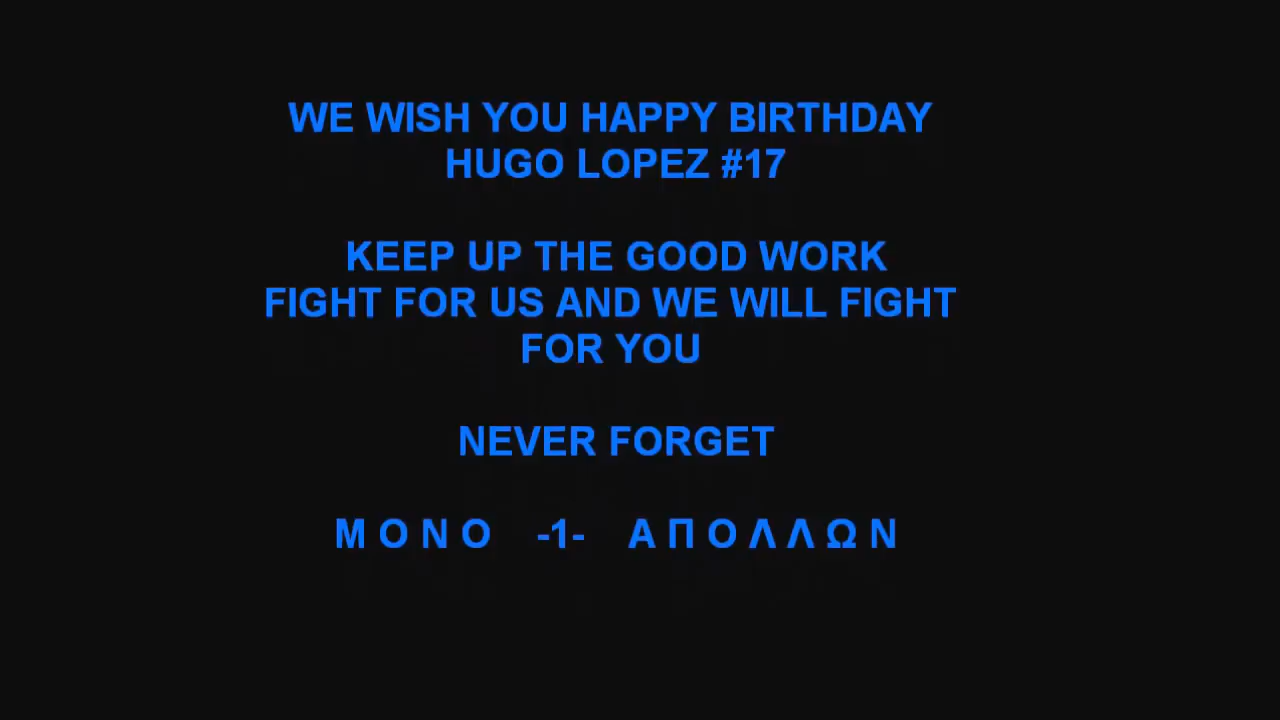 WE WISH YOU HAPPY BIRTHDAY
HUGO LOPEZ #17
KEEP UP THE GOOD WORK
FIGHT FOR US AND WE WILL FIGHT
FOR YOU
NEVER FORGET
Μ Ο Ν Ο -1- Α Π Ο Λ Λ Ω Ν